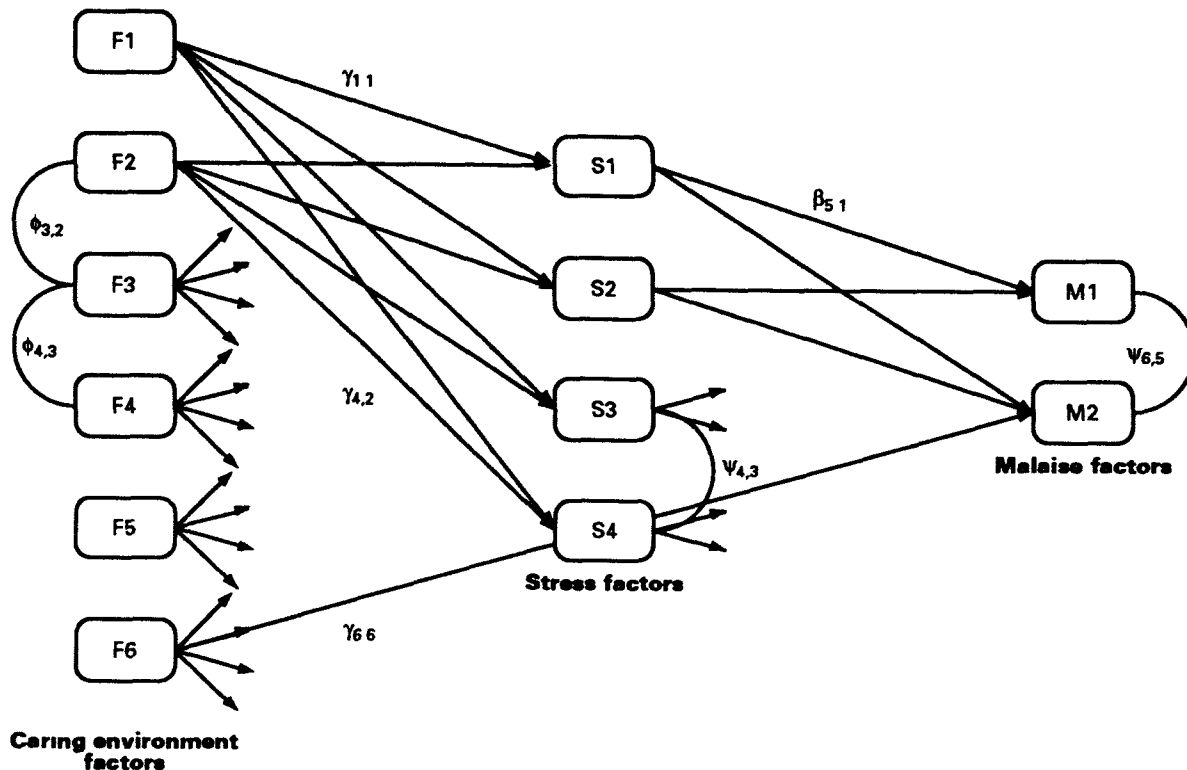 F1
γ1 1
F2
S1
β5 1
ϕ3,2
F3
S2
M1
ϕ4,3
ψ6,5
F4
γ4,2
S3
M2
Malaise factors
ψ4,3
F5
S4
Stress factors
F6
γ6 6
Caring environment
factors